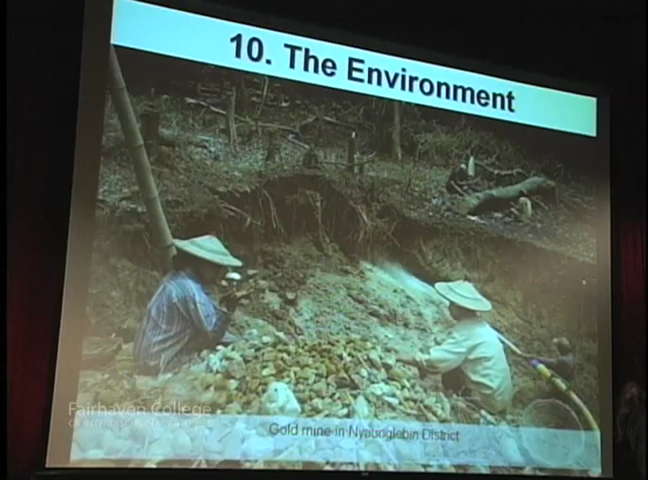 10. The Environment
Fairhaven College
Gold mine in Nyaunglebin District